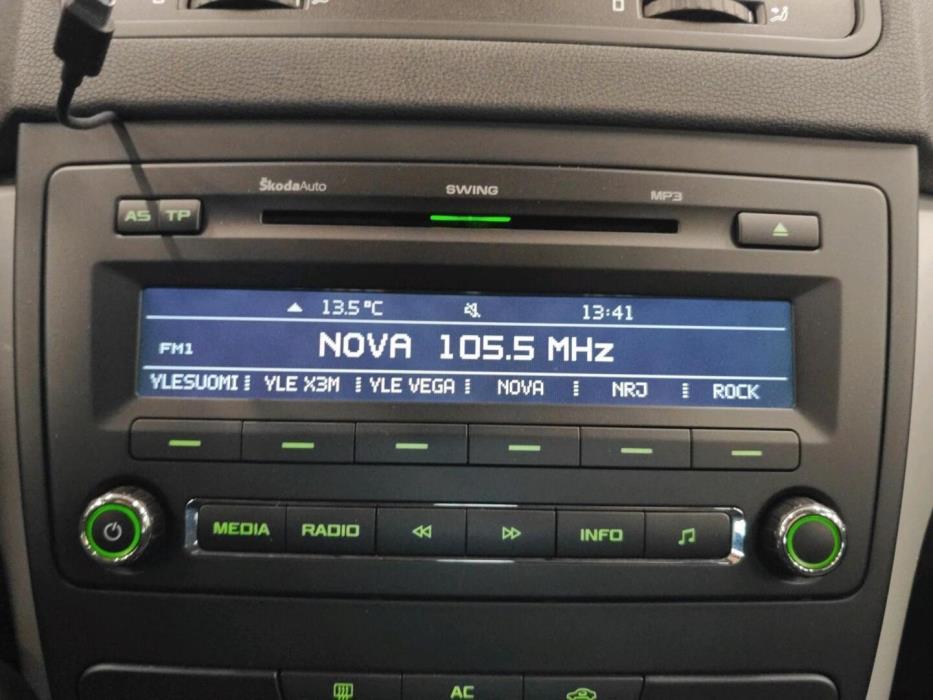 ŠkodaAuto SWING MP3
AS TP
13.5°C 13:41
FM1 NOVA 105.5 MHz
YLESUOMI YLE X3M YLE VEGA NOVA NRJ ROCK
MEDIA RADIO INFO
AC